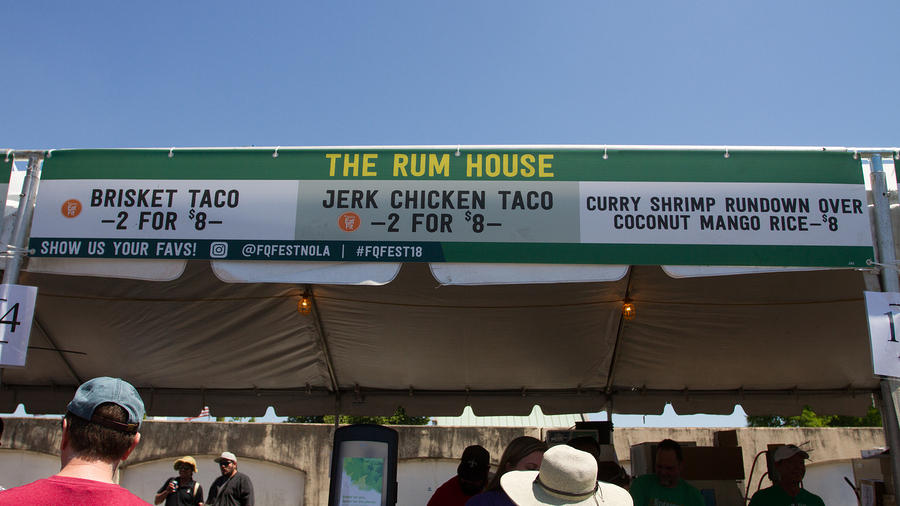 THE RUM HOUSE
BRISKET TACO
–2 FOR $8–
JERK CHICKEN TACO
–2 FOR $8–
CURRY SHRIMP RUNDOWN OVER
COCONUT MANGO RICE–$8
SHOW US YOUR FAVS! @FQFESTNOLA | #FQFEST18
4